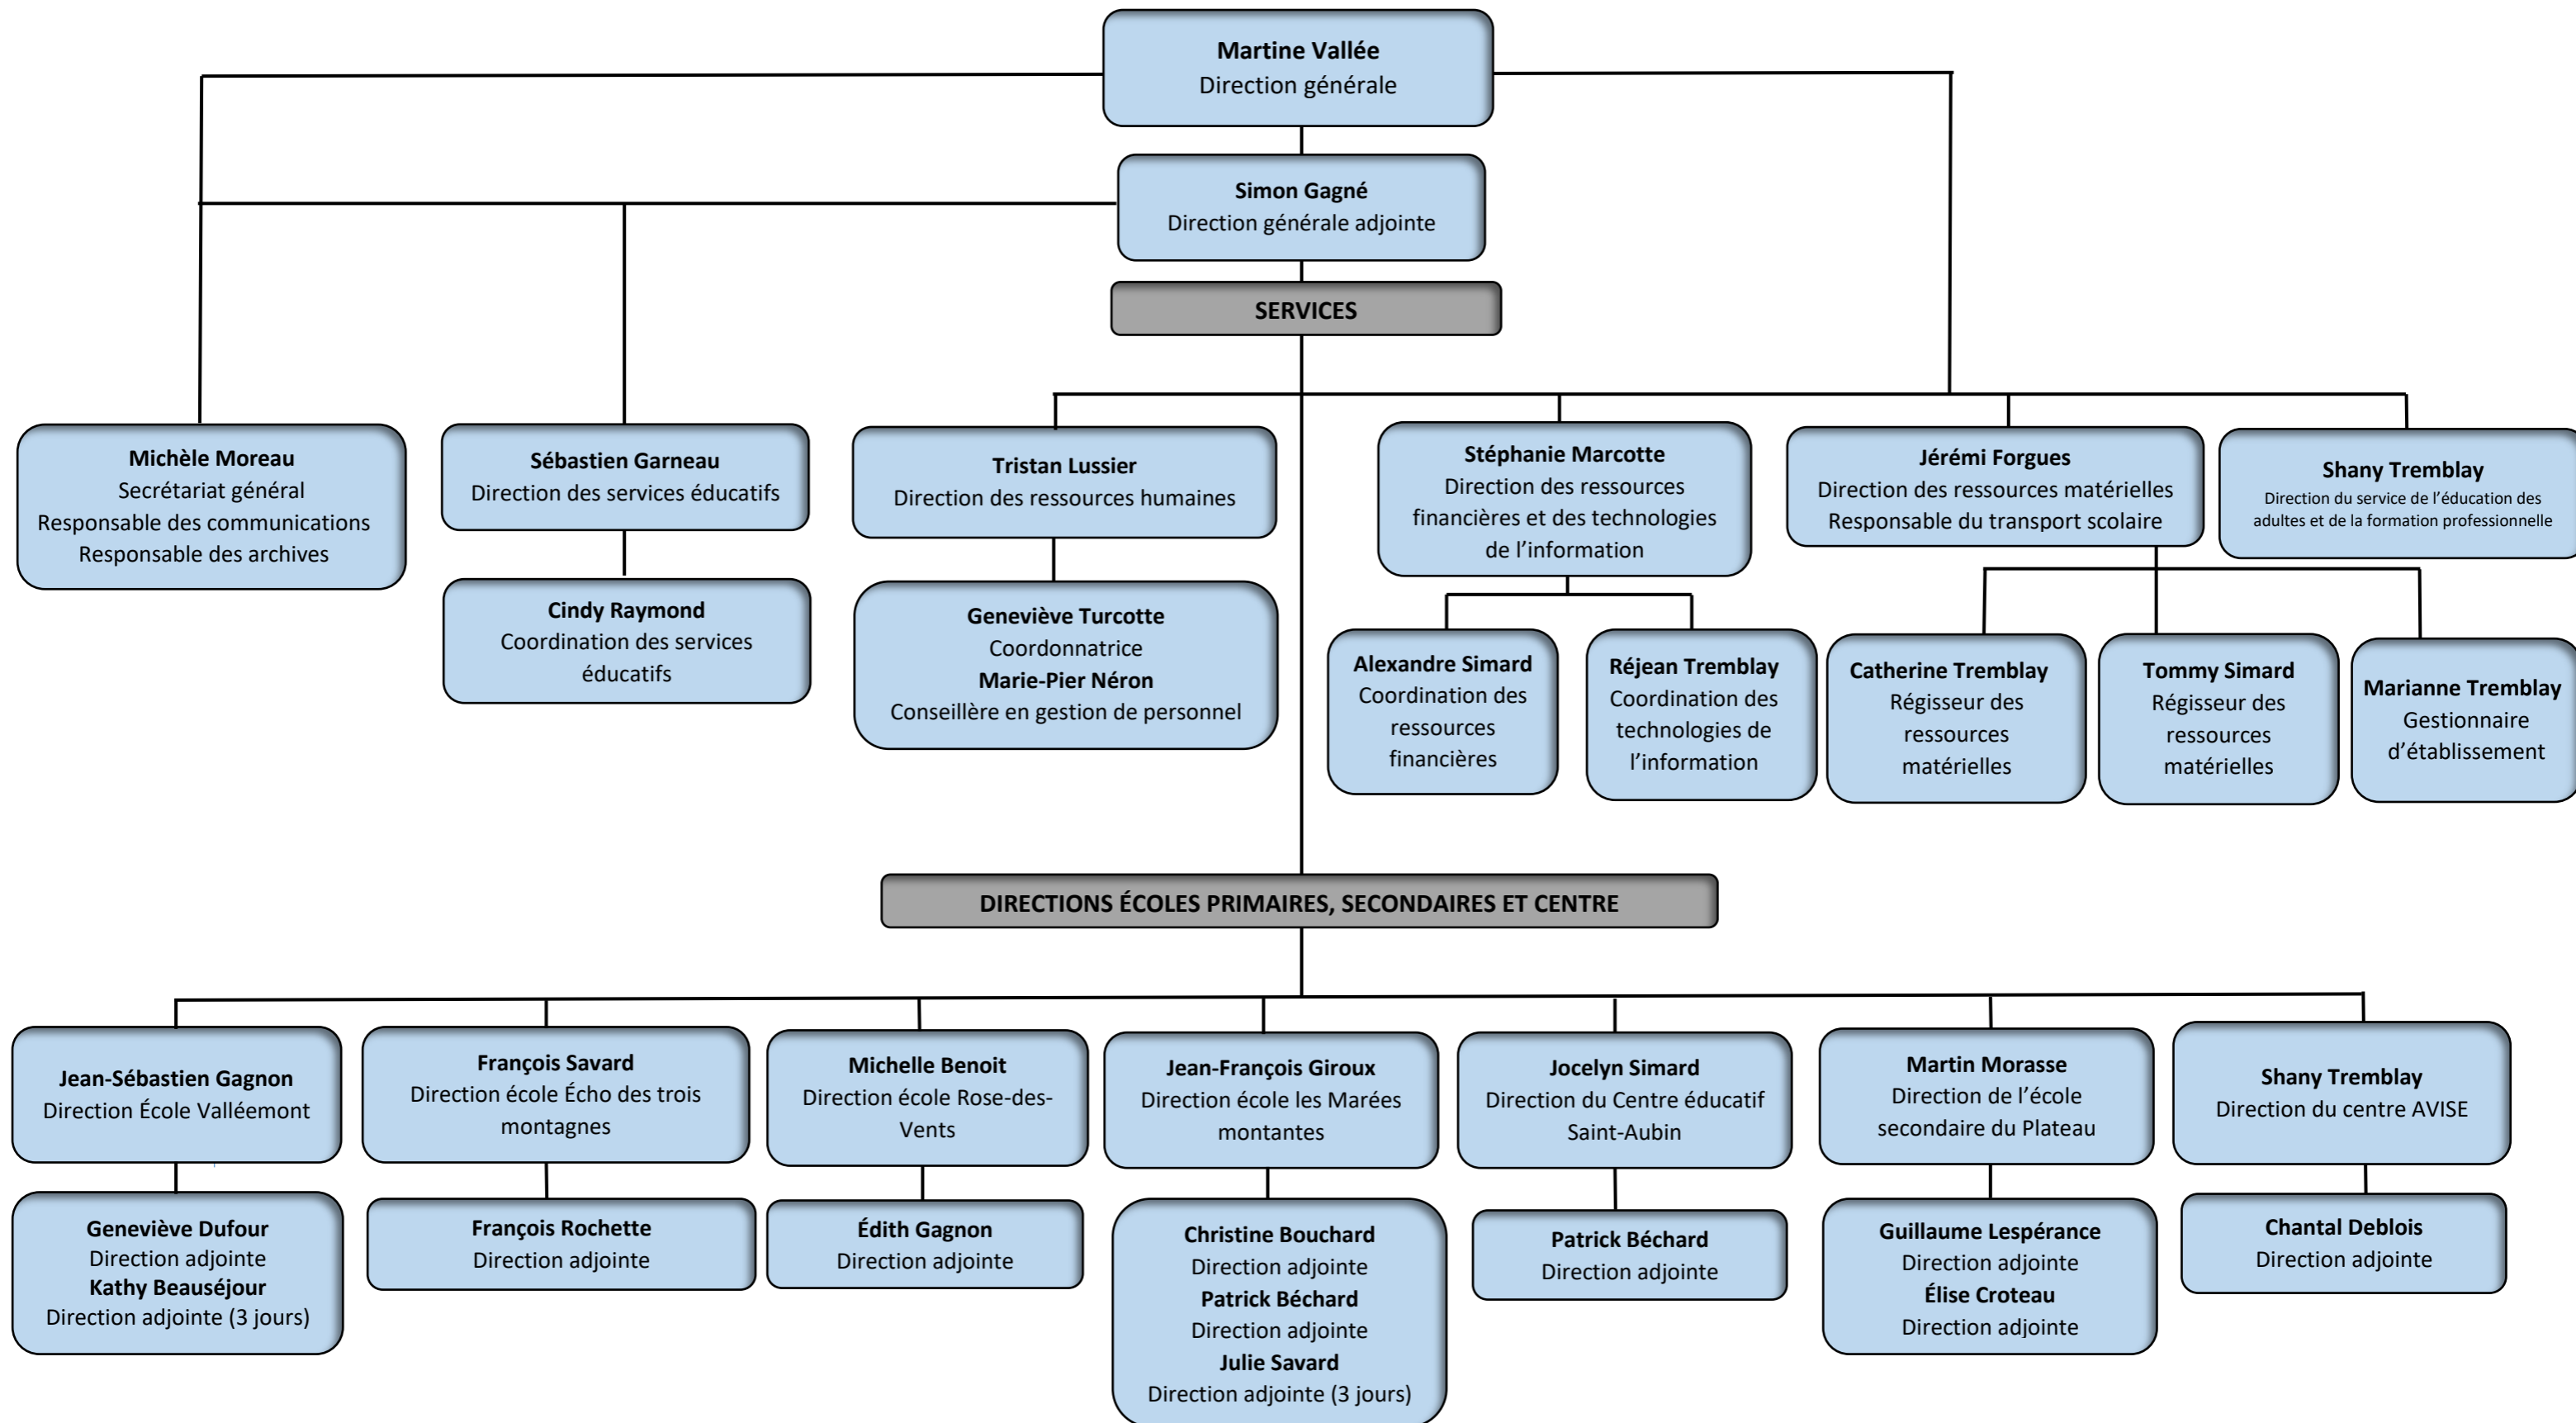 Martine Vallée
Direction générale
Simon Gagné
Direction générale adjointe
SERVICES
Michèle Moreau
Secrétariat général
Responsable des communications
Responsable des archives
Sébastien Garneau
Direction des services éducatifs
Tristan Lussier
Direction des ressources humaines
Stéphanie Marcotte
Direction des ressources
financières et des technologies
de l’information
Jérémi Forgues
Direction des ressources matérielles
Responsable du transport scolaire
Shany Tremblay
Direction du service de l’éducation des
adultes et de la formation professionnelle
Cindy Raymond
Coordination des services
éducatifs
Geneviève Turcotte
Coordonnatrice
Marie-Pier Néron
Conseillère en gestion de personnel
Alexandre Simard
Coordination des
ressources
financières
Réjean Tremblay
Coordination des
technologies de
l’information
Catherine Tremblay
Régisseur des
ressources
matérielles
Tommy Simard
Régisseur des
ressources
matérielles
Marianne Tremblay
Gestionnaire
d’établissement
DIRECTIONS ÉCOLES PRIMAIRES, SECONDAIRES ET CENTRE
Jean-Sébastien Gagnon
Direction École Valléemont
François Savard
Direction école Écho des trois
montagnes
Michelle Benoit
Direction école Rose-des-
Vents
Jean-François Giroux
Direction école les Marées
montantes
Jocelyn Simard
Direction du Centre éducatif
Saint-Aubin
Martin Morasse
Direction de l’école
secondaire du Plateau
Shany Tremblay
Direction du centre AVISE
Geneviève Dufour
Direction adjointe
Kathy Beauséjour
Direction adjointe (3 jours)
François Rochette
Direction adjointe
Édith Gagnon
Direction adjointe
Christine Bouchard
Direction adjointe
Patrick Béchard
Direction adjointe
Julie Savard
Direction adjointe (3 jours)
Patrick Béchard
Direction adjointe
Guillaume Lespérance
Direction adjointe
Élise Croteau
Direction adjointe
Chantal Deblois
Direction adjointe